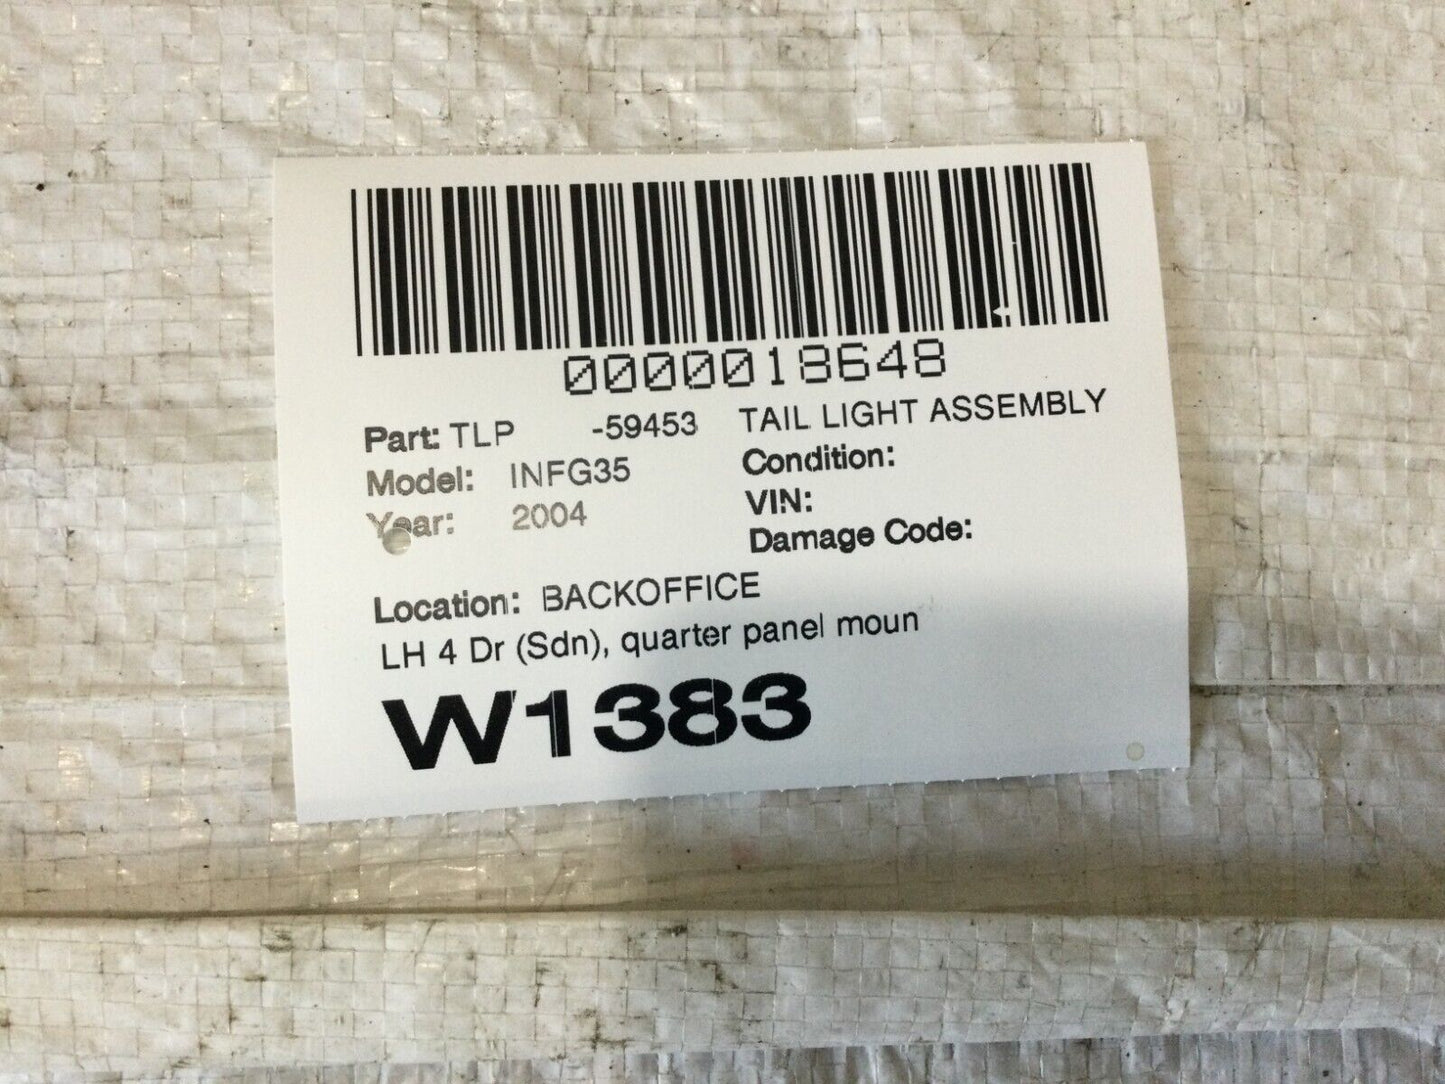 0000018648
Part: TLP -59453 TAIL LIGHT ASSEMBLY
Model: INFG35 Condition:
Year: 2004 VIN:
Damage Code:
Location: BACKOFFICE
LH 4 Dr (Sdn), quarter panel moun
W1383